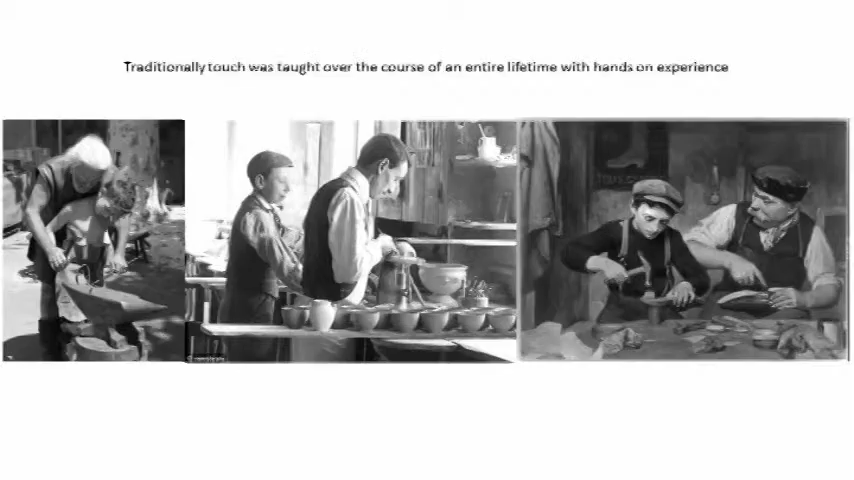 Traditionally touch was taught over the course of an entire lifetime with hands on experience